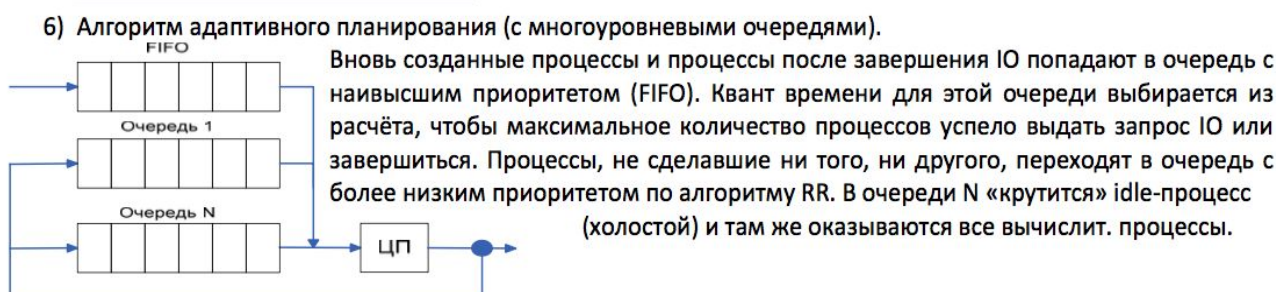 6) Алгоритм адаптивного планирования (с многоуровневыми очередями).
FIFO
Вновь созданные процессы и процессы после завершения IO попадают в очередь с
наивысшим приоритетом (FIFO). Квант времени для этой очереди выбирается из
расчёта, чтобы максимальное количество процессов успело выдать запрос IO или
завершиться. Процессы, не сделавшие ни того, ни другого, переходят в очередь с
более низким приоритетом по алгоритму RR. В очереди N «крутится» idle-процесс
(холостой) и там же оказываются все вычислит. процессы.
Очередь 1
Очередь N
ЦП